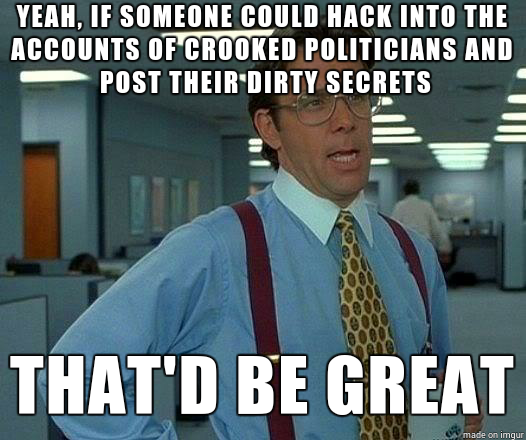 YEAH, IF SOMEONE COULD HACK INTO THE
ACCOUNTS OF CROOKED POLITICIANS AND
POST THEIR DIRTY SECRETS
THAT'D BE GREAT
made on imgur